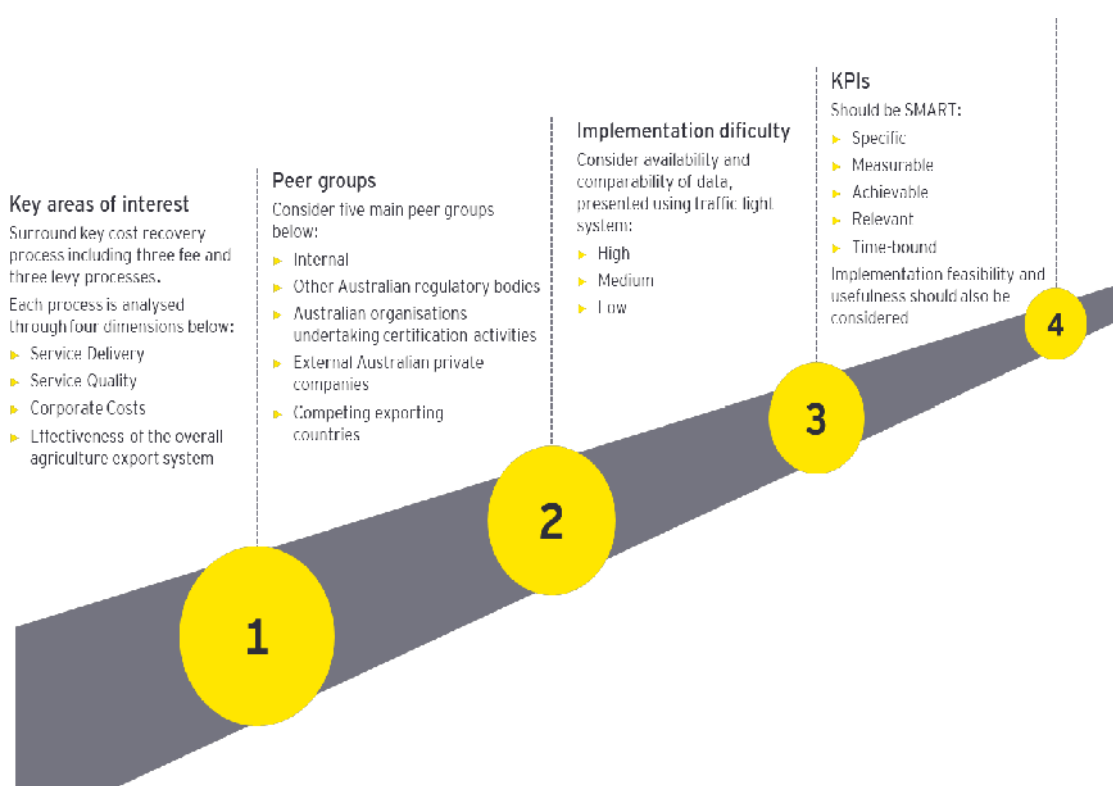 Key areas of interest
Surround key cost recovery
process including three fee and
three levy processes.
Each process is analysed
through four dimensions below:
Service Delivery
Service Quality
Corporate Costs
Effectiveness of the overall
agriculture export system
Peer groups
Consider five main peer groups
below:
Internal
Other Australian regulatory bodies
Australian organisations
undertaking certification activities
External Australian private
companies
Competing exporting
countries
Implementation dificulty
Consider availability and
comparability of data,
presented using traffic light
system:
High
Medium
Low
KPIs
Should be SMART:
Specific
Measurable
Achievable
Relevant
Time-bound
Implementation feasibility and
usefulness should also be
considered
1
2
3
4